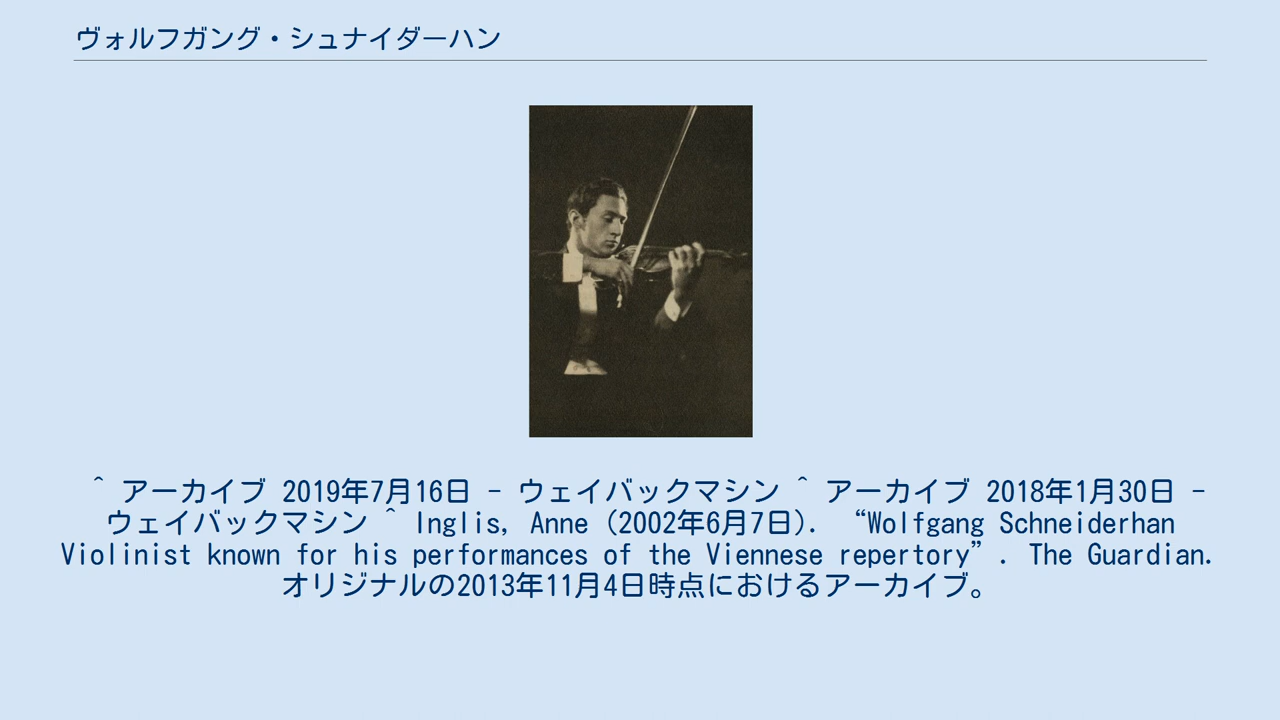 ヴォルフガング・シュナイダーハン
^ アーカイブ 2019年7月16日 - ウェイバックマシン ^ アーカイブ 2018年1月30日 -
ウェイバックマシン ^ Inglis, Anne (2002年6月7日). “Wolfgang Schneiderhan
Violinist known for his performances of the Viennese repertory”. The Guardian.
オリジナルの2013年11月4日時点におけるアーカイブ。